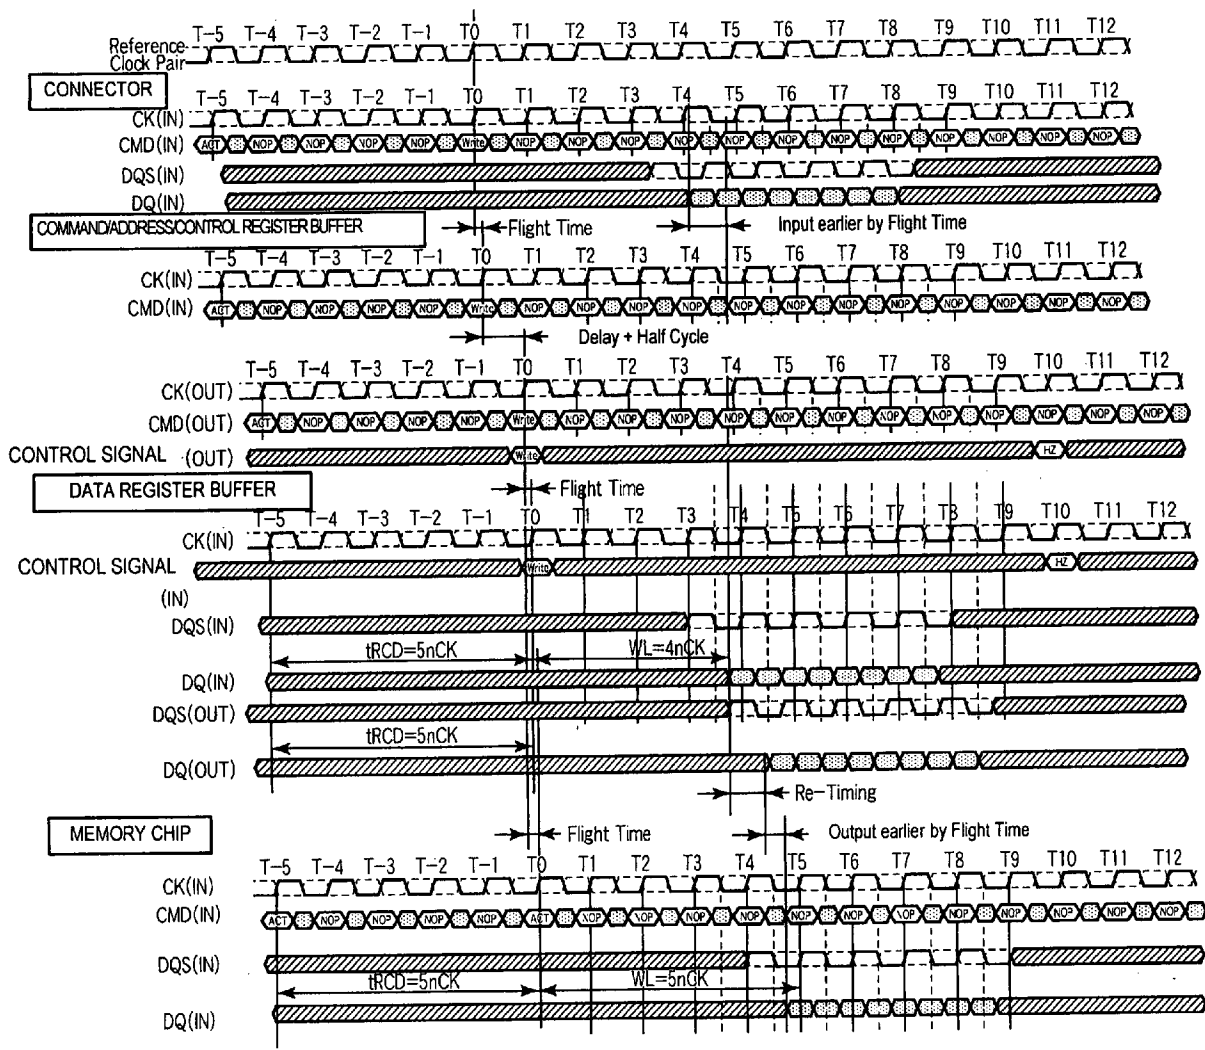 T-5 T-4 T-3 T-2 T-1 T0 T1 T2 T3 T4 T5 T6 T7 T8 T9 T10 T11 T12
Reference
Clock Pair
CONNECTOR
T-5 T-4 T-3 T-2 T-1 T0 T1 T2 T3 T4 T5 T6 T7 T8 T9 T10 T11 T12
CK(IN)
CMD(IN) ACT NOP NOP NOP NOP Write NOP NOP NOP NOP NOP NOP NOP NOP NOP NOP NOP NOP
DQS(IN)
DQ(IN)
COMMAND/ADDRESS/CONTROL REGISTER BUFFER
Flight Time
Input earlier by Flight Time
T-5 T-4 T-3 T-2 T-1 T0 T1 T2 T3 T4 T5 T6 T7 T8 T9 T10 T11 T12
CK(IN)
CMD(IN) ACT NOP NOP NOP NOP Write NOP NOP NOP NOP NOP NOP NOP NOP NOP NOP NOP NOP
Delay + Half Cycle
T-5 T-4 T-3 T-2 T-1 T0 T1 T2 T3 T4 T5 T6 T7 T8 T9 T10 T11 T12
CK(OUT)
CMD(OUT) ACT NOP NOP NOP NOP Write NOP NOP NOP NOP NOP NOP NOP NOP NOP NOP NOP NOP
CONTROL SIGNAL (OUT) Write HZ
DATA REGISTER BUFFER
Flight Time
T-5 T-4 T-3 T-2 T-1 T0 T1 T2 T3 T4 T5 T6 T7 T8 T9 T10 T11 T12
CK(IN)
CONTROL SIGNAL Write HZ
(IN)
DQS(IN)
tRCD=5nCK WL=4nCK
DQ(IN)
DQS(OUT)
tRCD=5nCK
DQ(OUT)
Re-Timing
MEMORY CHIP
Flight Time
Output earlier by Flight Time
T-5 T-4 T-3 T-2 T-1 T0 T1 T2 T3 T4 T5 T6 T7 T8 T9 T10 T11 T12
CK(IN)
CMD(IN) ACT NOP NOP NOP NOP ACT NOP NOP NOP NOP NOP NOP NOP NOP NOP NOP NOP NOP
DQS(IN)
tRCD=5nCK WL=5nCK
DQ(IN)